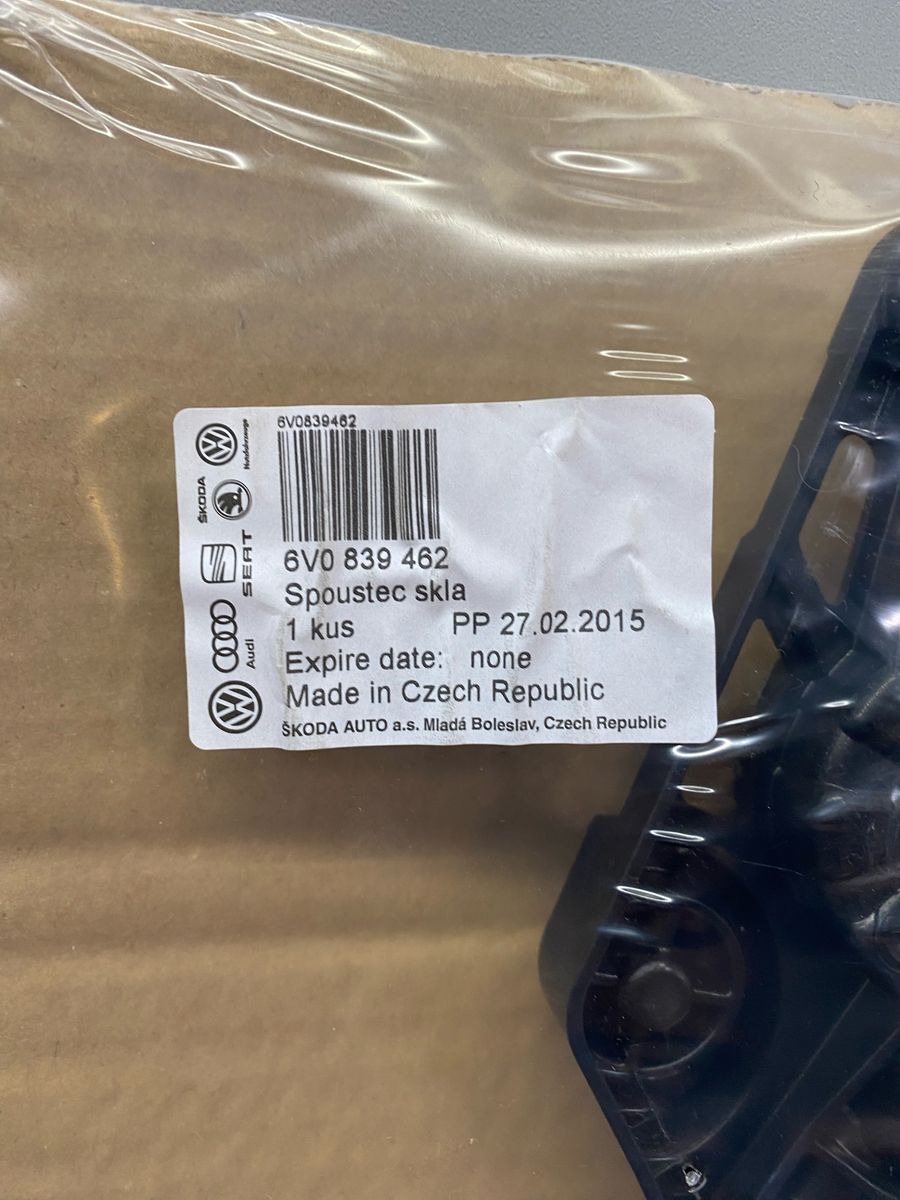 6V0839462
6V0 839 462
Spoustec skla
1 kus PP 27.02.2015
Expire date: none
Made in Czech Republic
ŠKODA AUTO a.s. Mladá Boleslav, Czech Republic
Nutzfahrzeuge
ŠKODA
SEAT
Audi